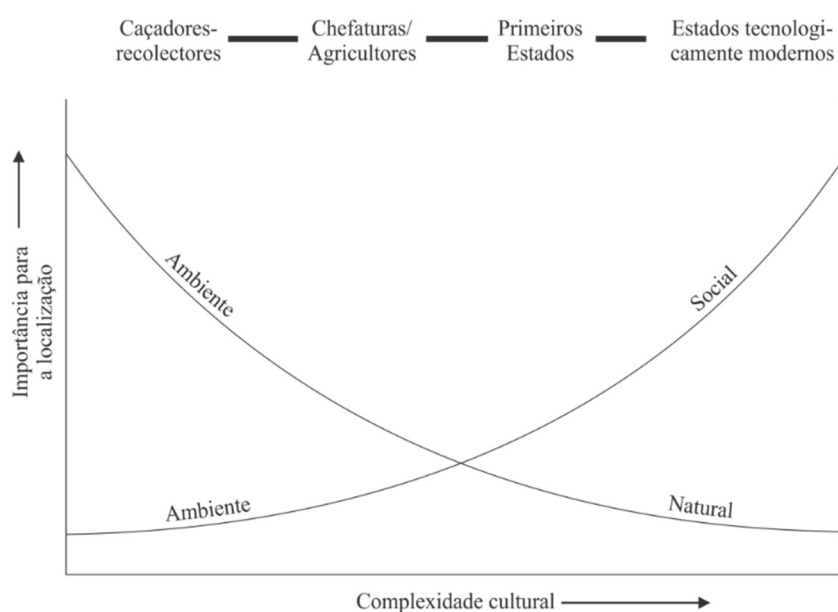 Caçadores-
recolectores
Chefaturas/
Agricultores
Primeiros
Estados
Estados tecnologi-
camente modernos
Importância para
a localização
Ambiente
Social
Ambiente
Natural
Complexidade cultural